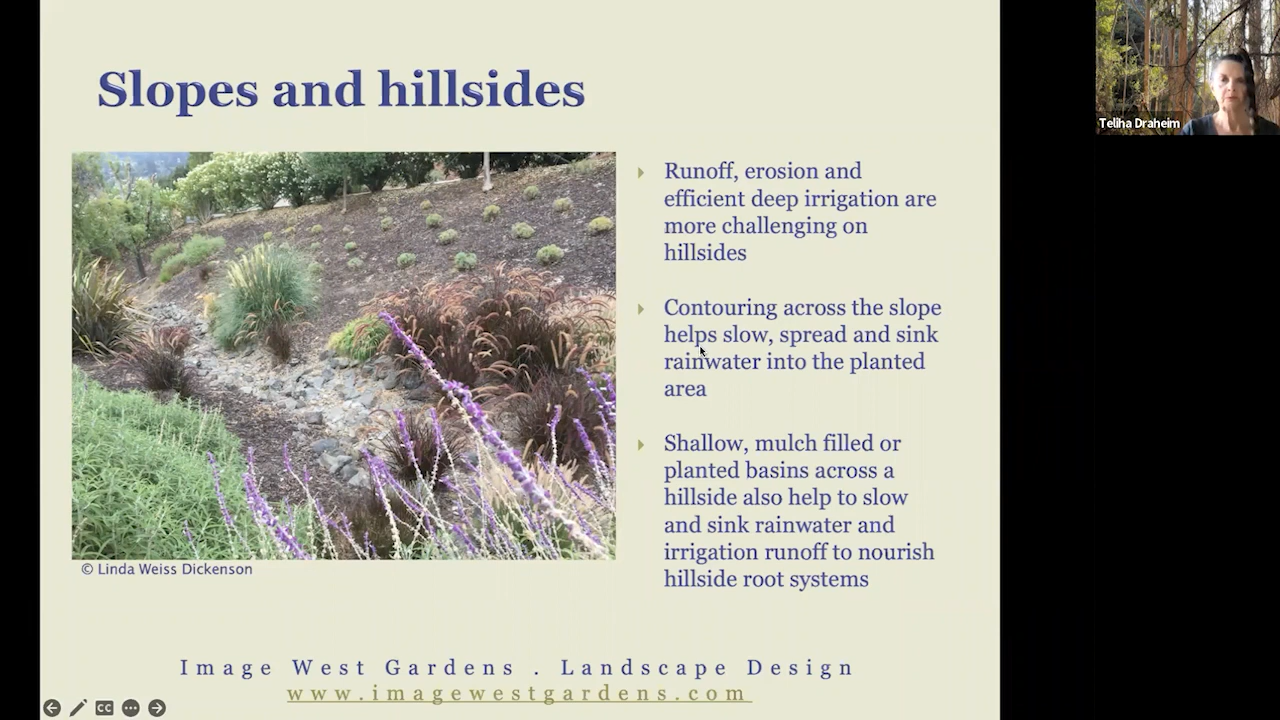 Slopes and hillsides
Teliha Draheim
Runoff, erosion and
efficient deep irrigation are
more challenging on
hillsides
Contouring across the slope
helps slow, spread and sink
rainwater into the planted
area
Shallow, mulch filled or
planted basins across a
hillside also help to slow
and sink rainwater and
irrigation runoff to nourish
hillside root systems
© Linda Weiss Dickenson
Image West Gardens . Landscape Design
www.imagewestgardens.com
CC